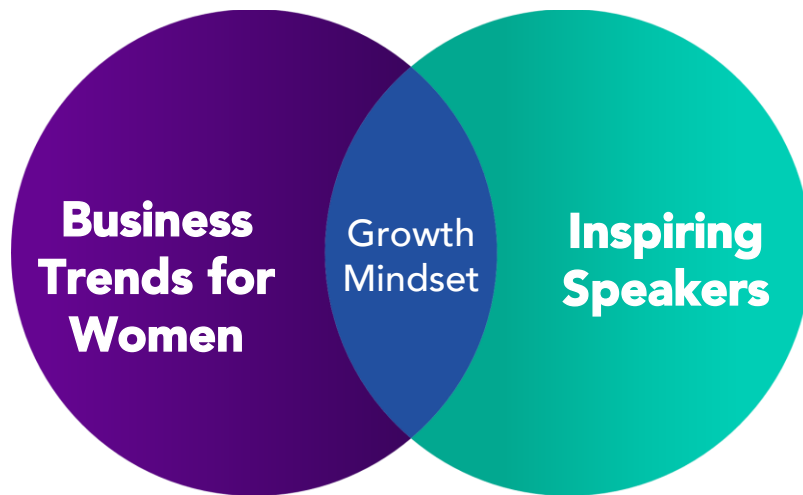 Business
Trends for
Women
Growth
Mindset
Inspiring
Speakers